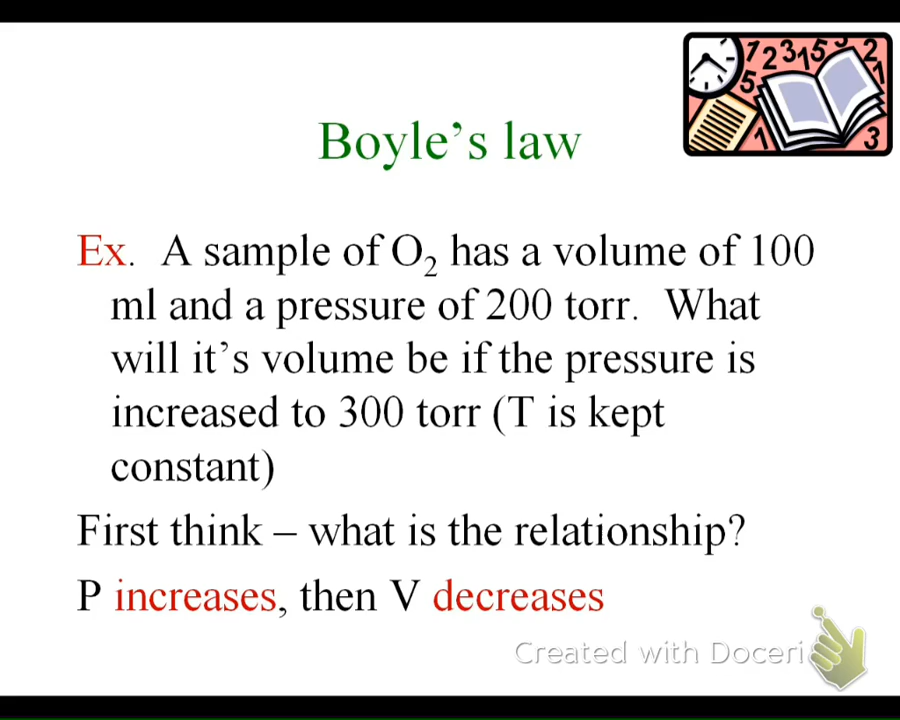 Boyle’s law
Ex. A sample of O₂ has a volume of 100
ml and a pressure of 200 torr. What
will it’s volume be if the pressure is
increased to 300 torr (T is kept
constant)
First think – what is the relationship?
P increases, then V decreases
Created with Doceri